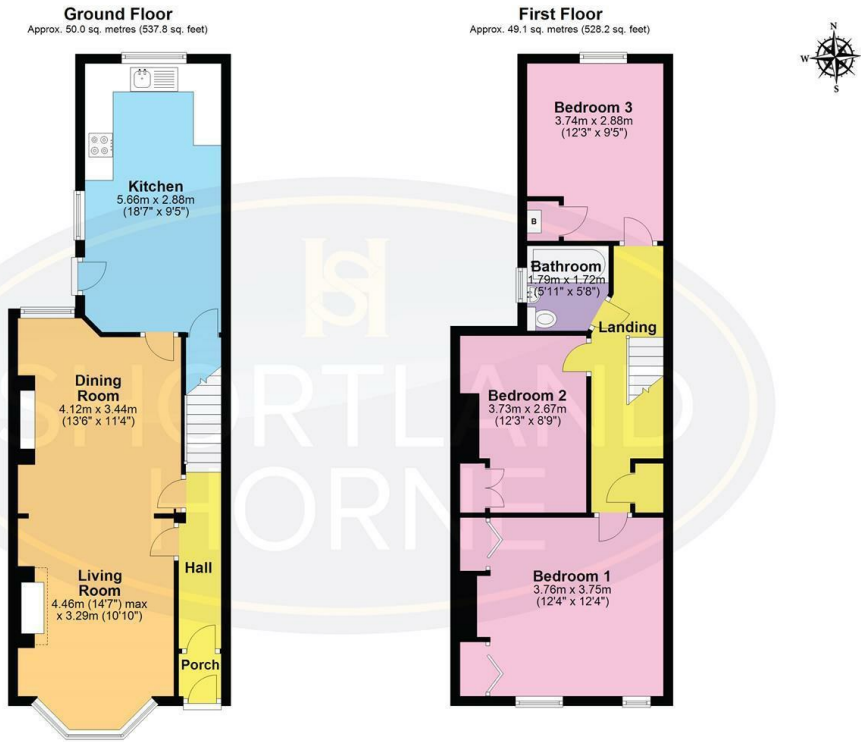 Ground Floor
Approx. 50.0 sq. metres (537.8 sq. feet)
Kitchen
5.66m x 2.88m
(18'7" x 9'5")
Dining
Room
4.12m x 3.44m
(13'6" x 11'4")
Living
Room
4.46m (14'7") max
x 3.29m (10'10")
Hall
Porch
First Floor
Approx. 49.1 sq. metres (528.2 sq. feet)
Bedroom 3
3.74m x 2.88m
(12'3" x 9'5")
B
Bathroom
1.79m x 1.72m
(5'11" x 5'8")
Landing
Bedroom 2
3.73m x 2.67m
(12'3" x 8'9")
Bedroom 1
3.76m x 3.75m
(12'4" x 12'4")
N
W
S
SHORTLAND
HORNE